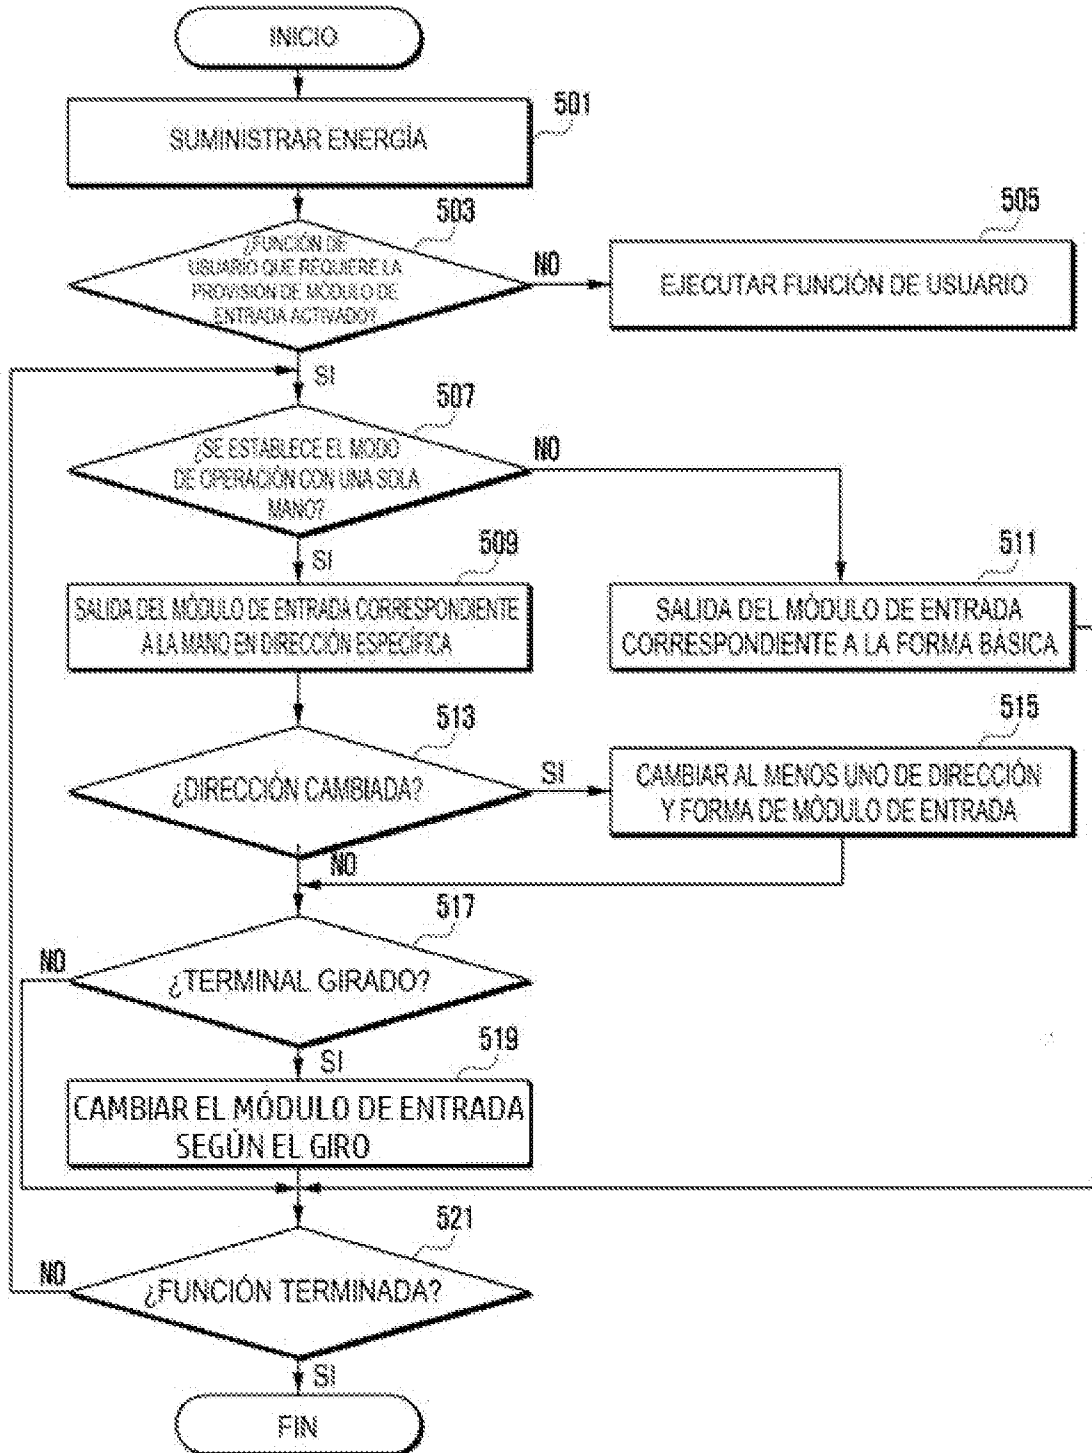 INICIO
501
SUMINISTRAR ENERGÍA
503
¿FUNCIÓN DE
USUARIO QUE REQUIERE LA
PROVISIÓN DE MÓDULO DE
ENTRADA ACTIVADO?
NO
505
EJECUTAR FUNCIÓN DE USUARIO
SI
507
¿SE ESTABLECE EL MODO
DE OPERACIÓN CON UNA SOLA
MANO?
NO
SI
509
SALIDA DEL MÓDULO DE ENTRADA CORRESPONDIENTE
A LA MANO EN DIRECCIÓN ESPECÍFICA
511
SALIDA DEL MÓDULO DE ENTRADA
CORRESPONDIENTE A LA FORMA BÁSICA
513
¿DIRECCIÓN CAMBIADA?
SI
515
CAMBIAR AL MENOS UNO DE DIRECCIÓN
Y FORMA DE MÓDULO DE ENTRADA
NO
517
¿TERMINAL GIRADO?
NO
SI
519
CAMBIAR EL MÓDULO DE ENTRADA
SEGÚN EL GIRO
521
¿FUNCIÓN TERMINADA?
NO
SI
FIN